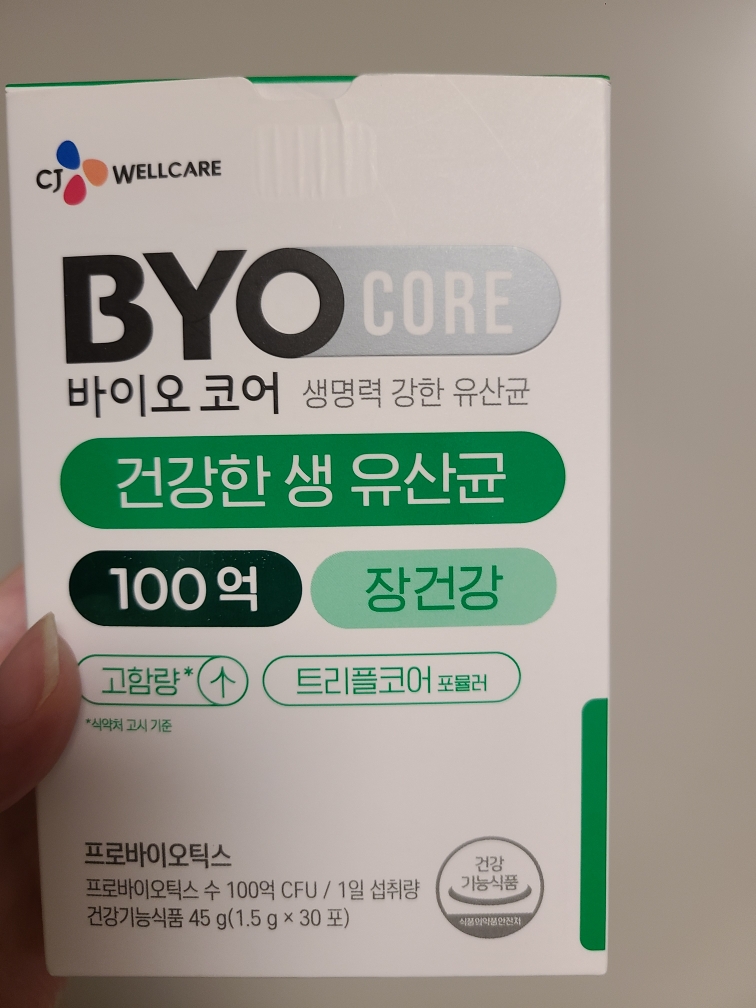 CJ WELLCARE
BYO CORE
바이오 코어 생명력 강한 유산균
건강한 생 유산균
100억 장건강
고함량* 트리플코어 포뮬러
*식약처 고시 기준
프로바이오틱스
프로바이오틱스 수 100억 CFU / 1일 섭취량
건강기능식품 45 g(1.5 g × 30 포)
건강
기능식품
식품의약품안전처